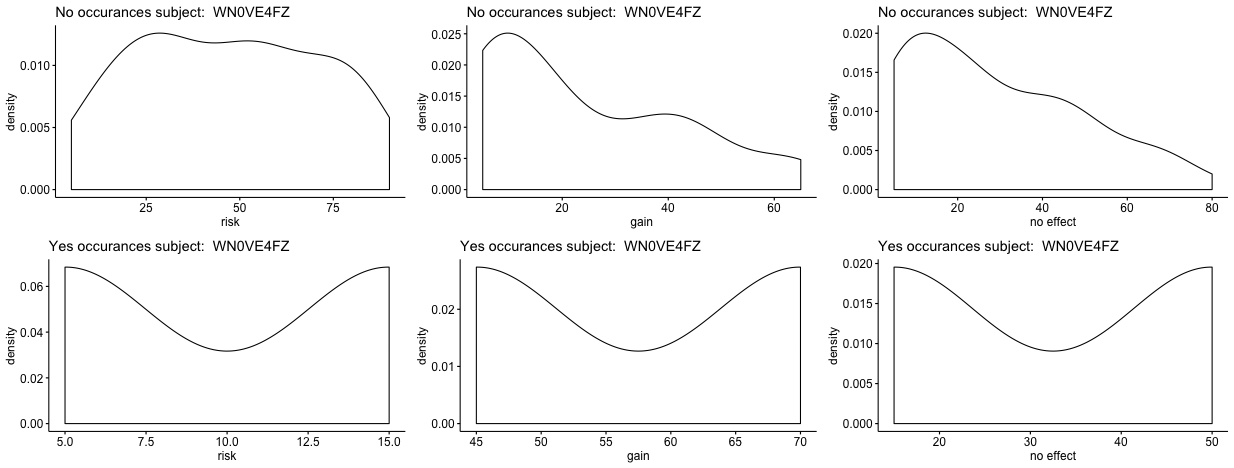 No occurances subject:  WN0VE4FZ
0.010
0.005
0.000
density
25
50
75
risk
No occurances subject:  WN0VE4FZ
0.025
0.020
0.015
0.010
0.005
0.000
density
20
40
60
gain
No occurances subject:  WN0VE4FZ
0.020
0.015
0.010
0.005
0.000
density
20
40
60
80
no effect
Yes occurances subject:  WN0VE4FZ
0.06
0.04
0.02
0.00
density
5.0
7.5
10.0
12.5
15.0
risk
Yes occurances subject:  WN0VE4FZ
0.02
0.01
0.00
density
45
50
55
60
65
70
gain
Yes occurances subject:  WN0VE4FZ
0.020
0.015
0.010
0.005
0.000
density
20
30
40
50
no effect